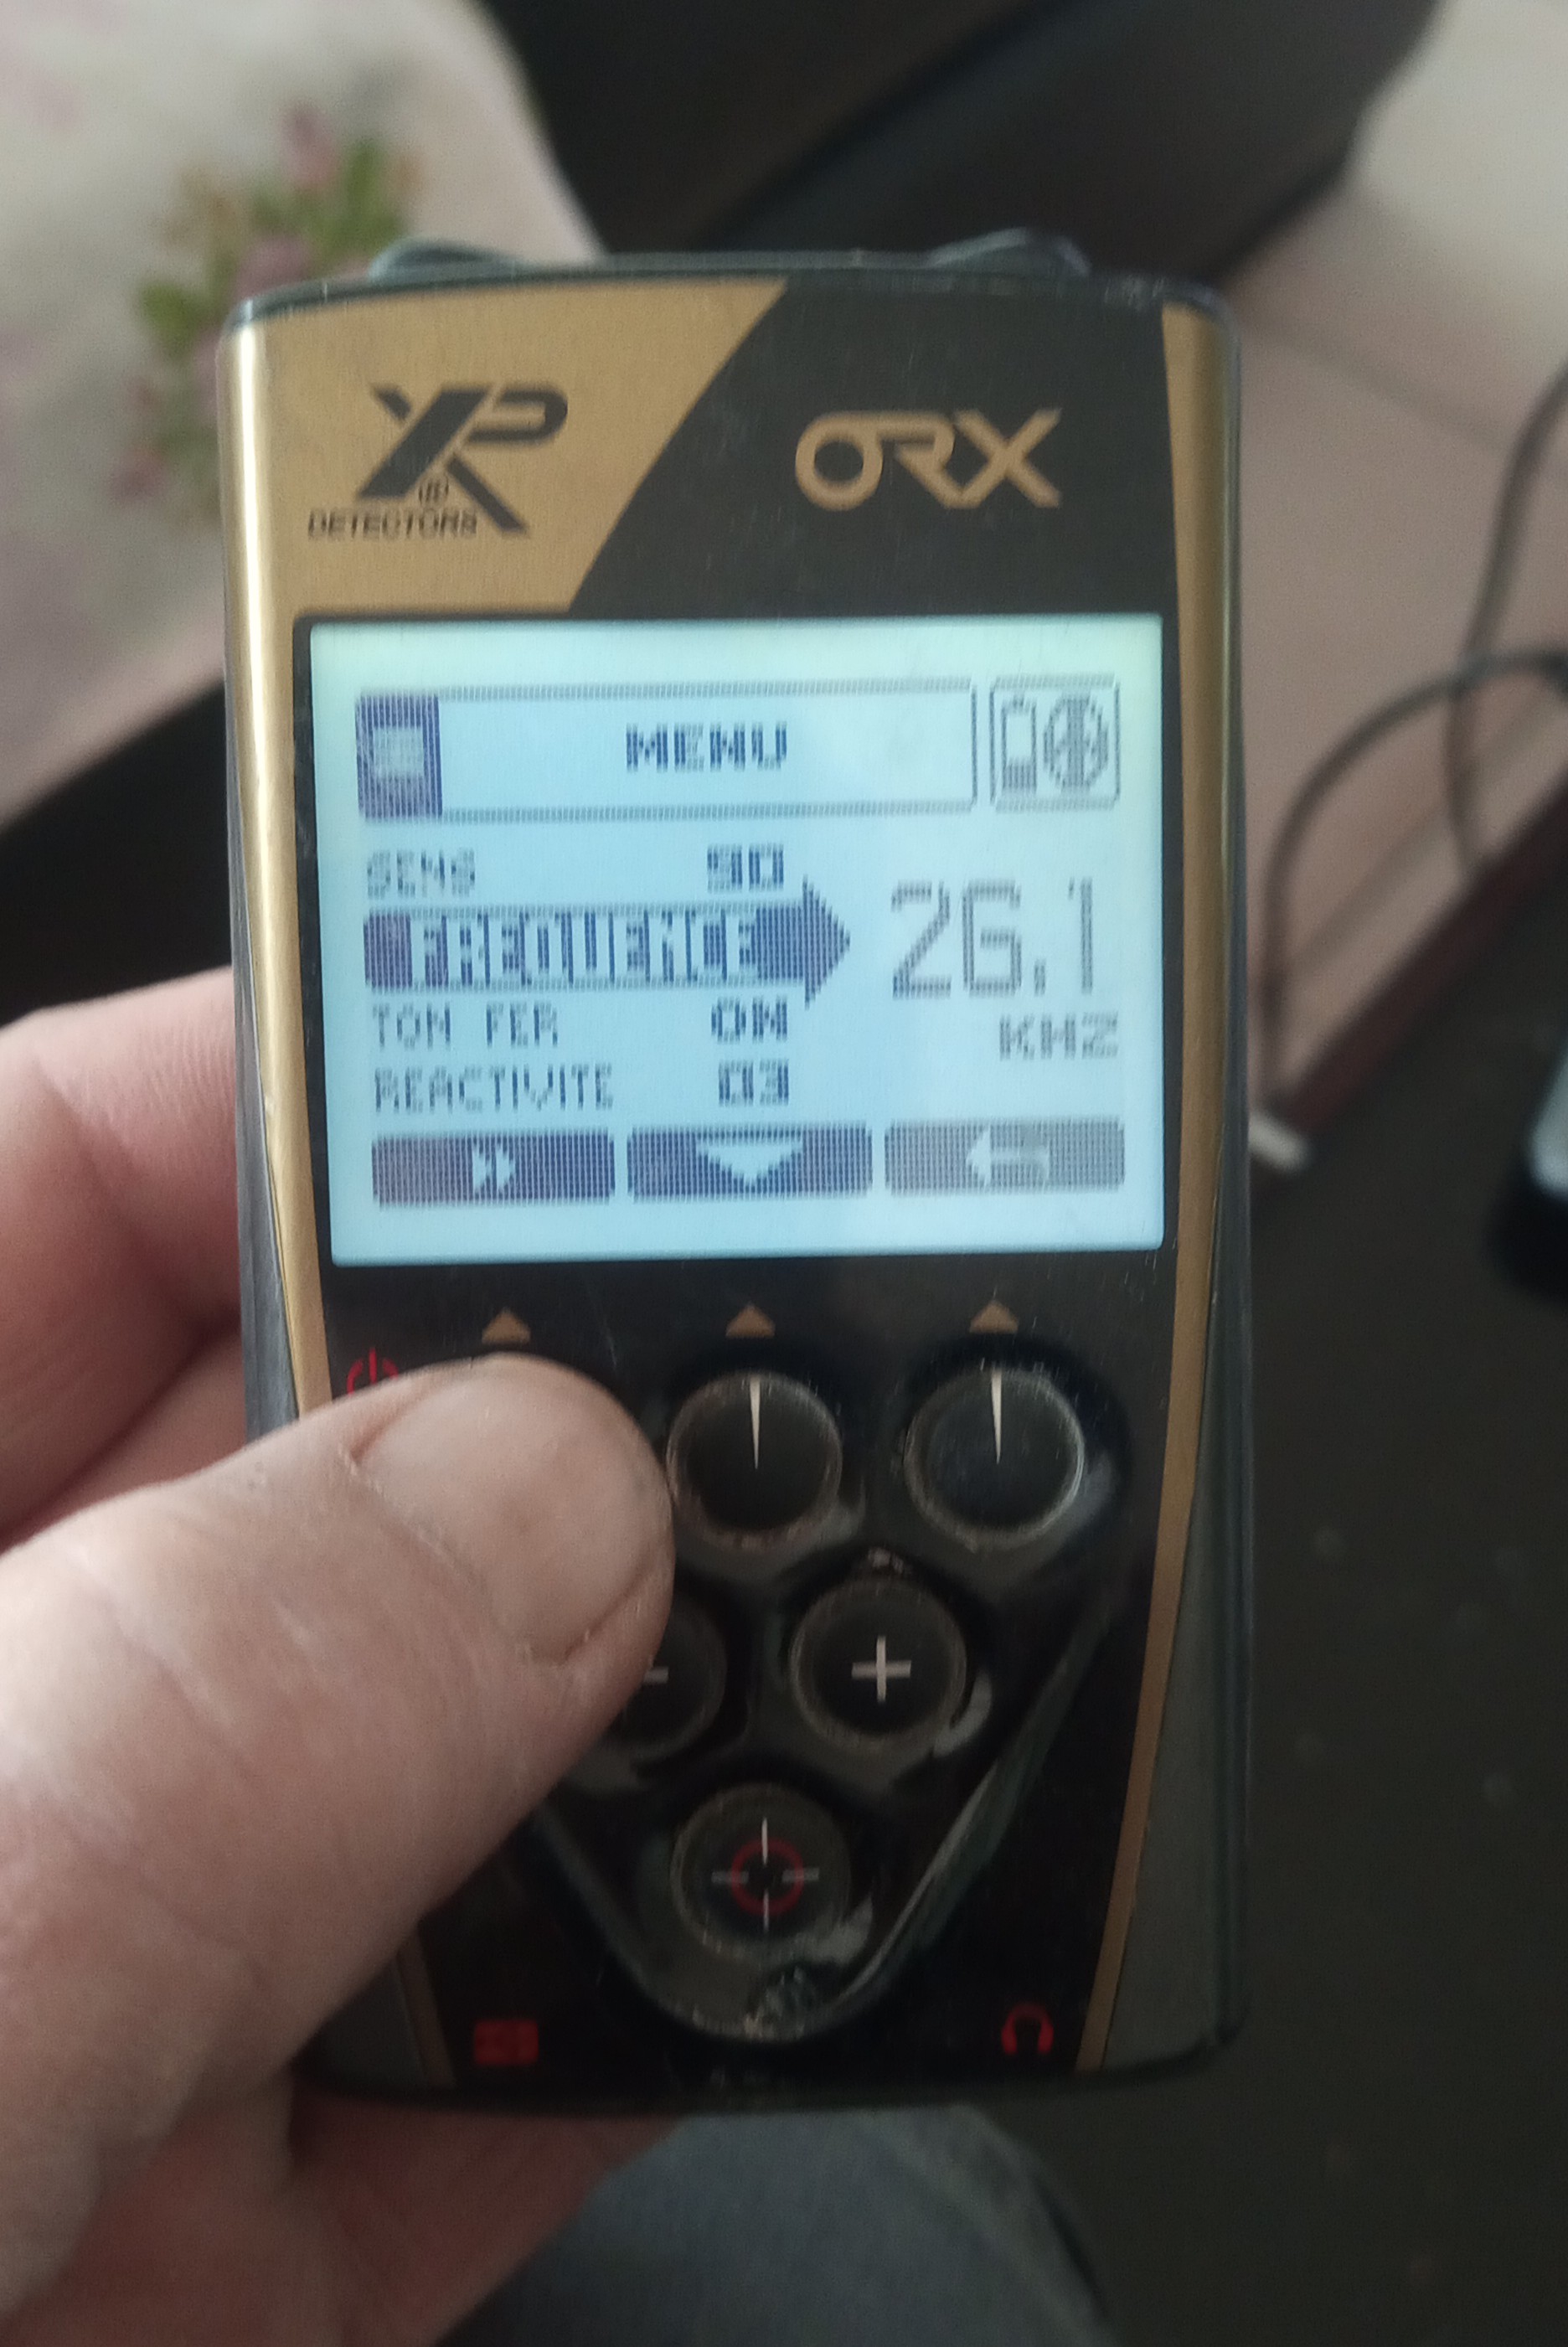 XP
DETECTORS
ORX
MENU
SENS 90
FREQUENCE 26.1
KHZ
TON FER ON
REACTIVITE 03